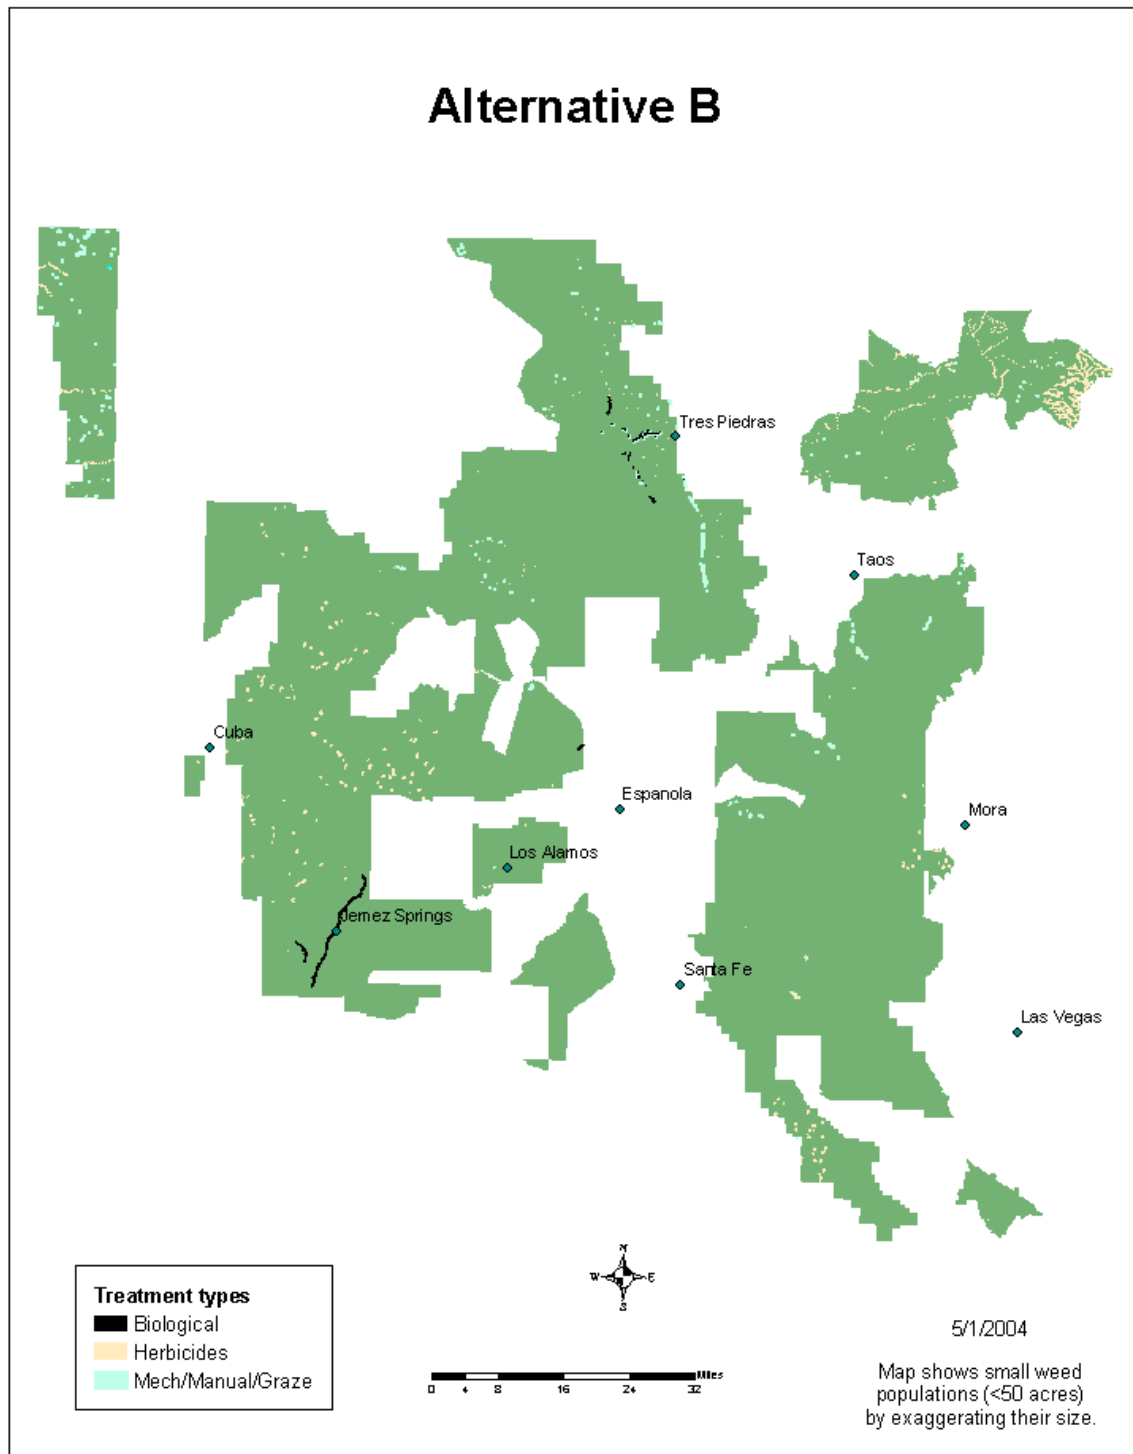 Alternative B
Tres Piedras
Taos
Cuba
Espanola
Mora
Los Alamos
Jemez Springs
Santa Fe
Las Vegas
N
W E
S
Treatment types
Biological
Herbicides
Mech/Manual/Graze
Miles
0 4 8 16 24 32
5/1/2004
Map shows small weed
populations (<50 acres)
by exaggerating their size.